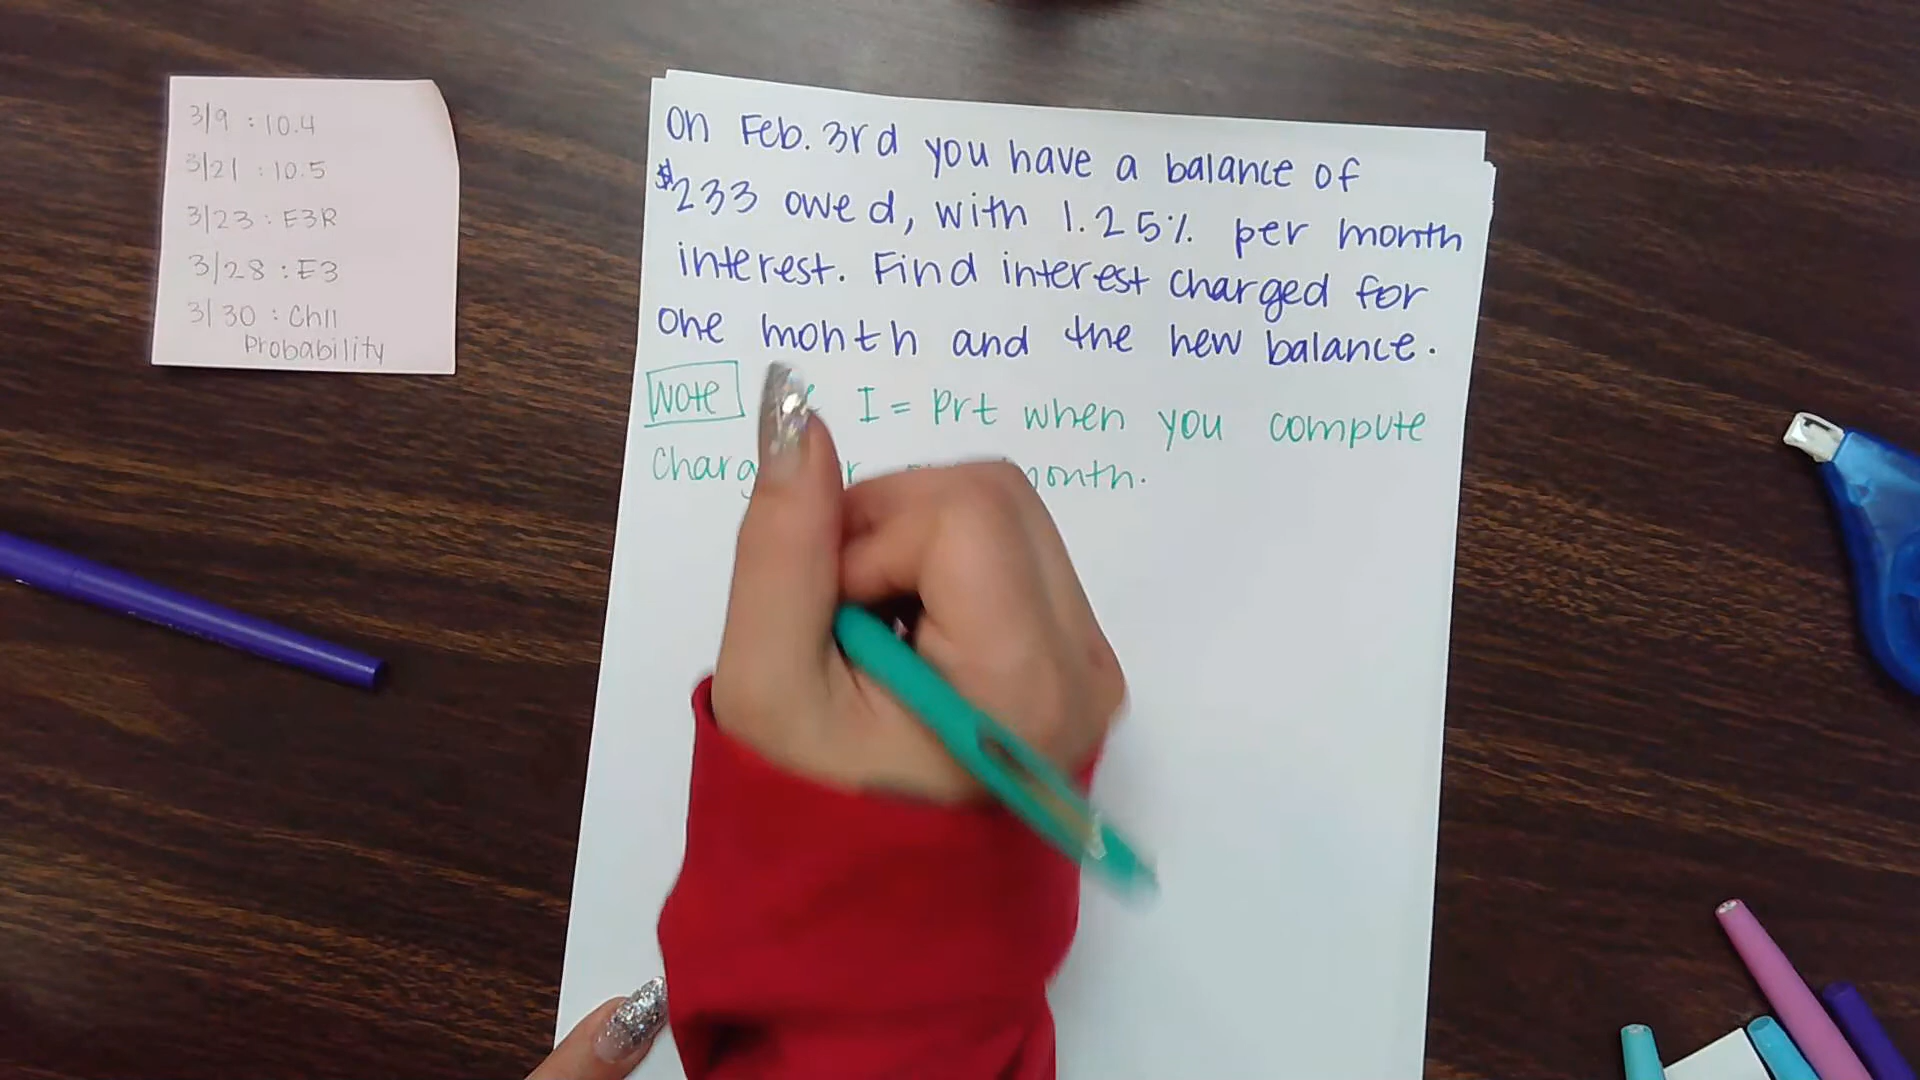 3/9 : 10.4
3/21 : 10.5
3/23 : E3R
3/28 : E3
3/30 : Ch11
Probability
On Feb. 3rd you have a balance of
$233 owed, with 1.25% per month
interest. Find interest charged for
one month and the new balance.
Note I = Prt when you compute
month.